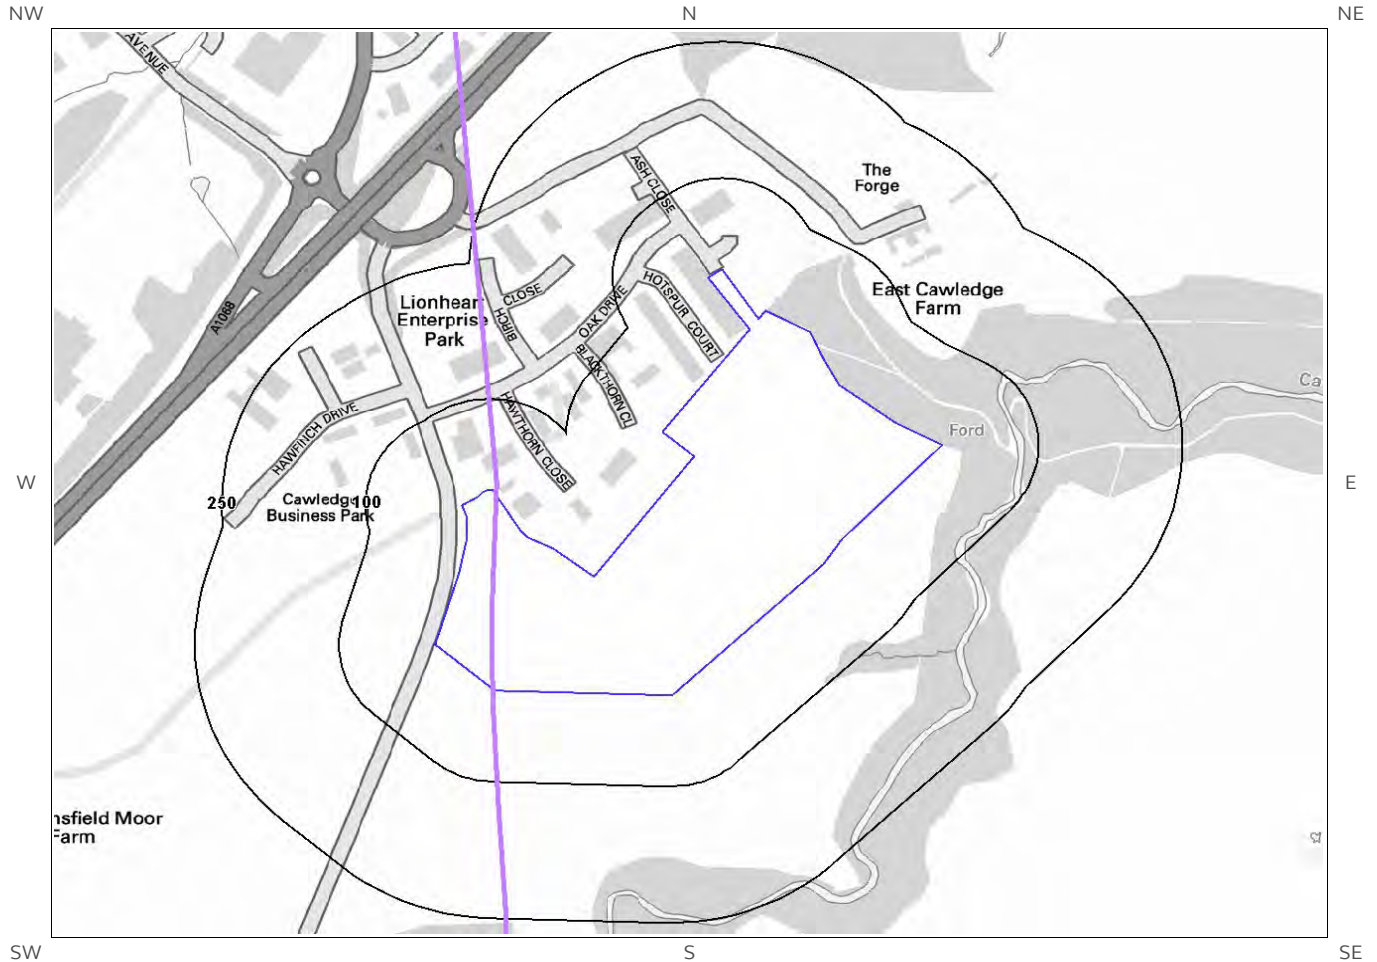 NW
N
NE
AVENUE
ASH CLOSE
The
Forge
East Cawledge
Farm
HOTSPUR COURT
CLOSE
BIRCH
OAK DRIVE
Lionhear
Enterprise
Park
A1068
BLACKTHORN CL
HAWTHORN CLOSE
HAWFINCH DRIVE
Ca
Ford
W
E
250
100
Cawledge
Business Park
nsfield Moor
Farm
SW
S
SE